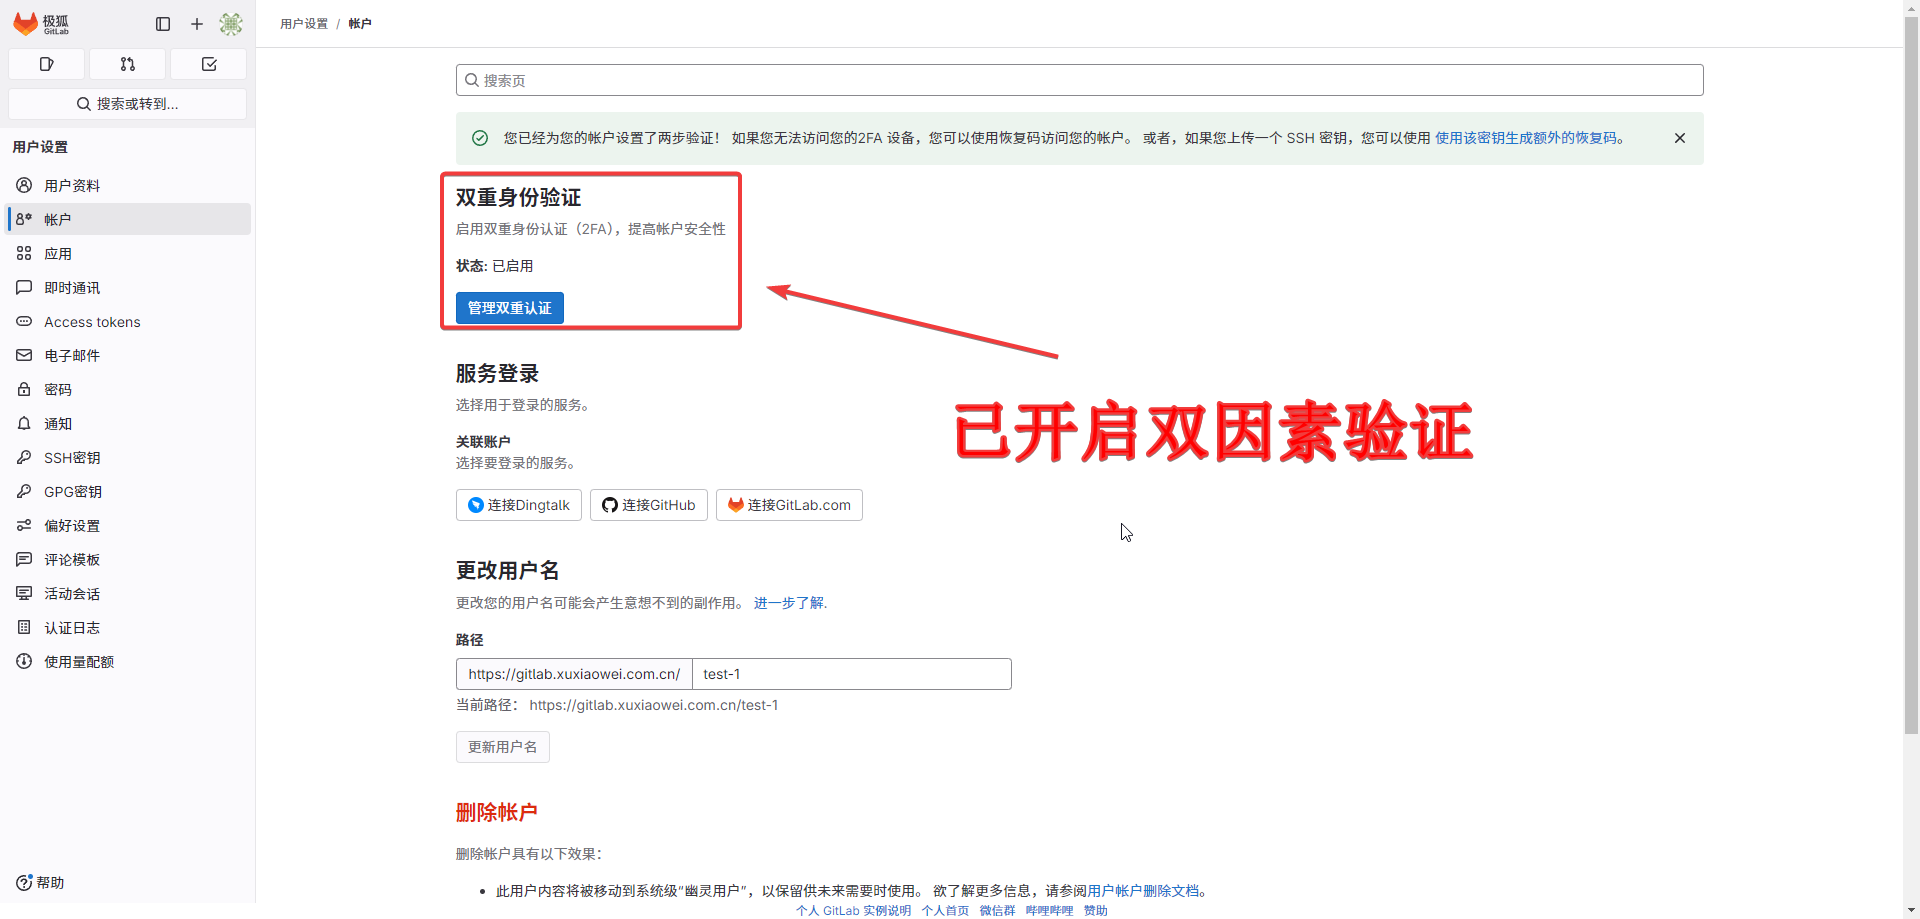 极狐
GitLab
搜索或转到...
用户设置
用户资料
帐户
应用
即时通讯
Access tokens
电子邮件
密码
通知
SSH密钥
GPG密钥
偏好设置
评论模板
活动会话
认证日志
使用量配额
帮助
用户设置 / 帐户
搜索页
您已经为您的帐户设置了两步验证！ 如果您无法访问您的2FA 设备，您可以使用恢复码访问您的帐户。 或者，如果您上传一个 SSH 密钥，您可以使用 使用该密钥生成额外的恢复码。
双重身份验证
启用双重身份认证（2FA），提高帐户安全性
状态: 已启用
管理双重认证
已开启双因素验证
服务登录
选择用于登录的服务。
关联账户
选择要登录的服务。
连接Dingtalk 连接GitHub 连接GitLab.com
更改用户名
更改您的用户名可能会产生意想不到的副作用。 进一步了解.
路径
https://gitlab.xuxiaowei.com.cn/ test-1
当前路径： https://gitlab.xuxiaowei.com.cn/test-1
更新用户名
删除帐户
删除帐户具有以下效果：
• 此用户内容将被移动到系统级“幽灵用户”，以保留供未来需要时使用。 欲了解更多信息，请参阅用户帐户删除文档。
个人 GitLab 实例说明 个人首页 微信群 哔哩哔哩 赞助